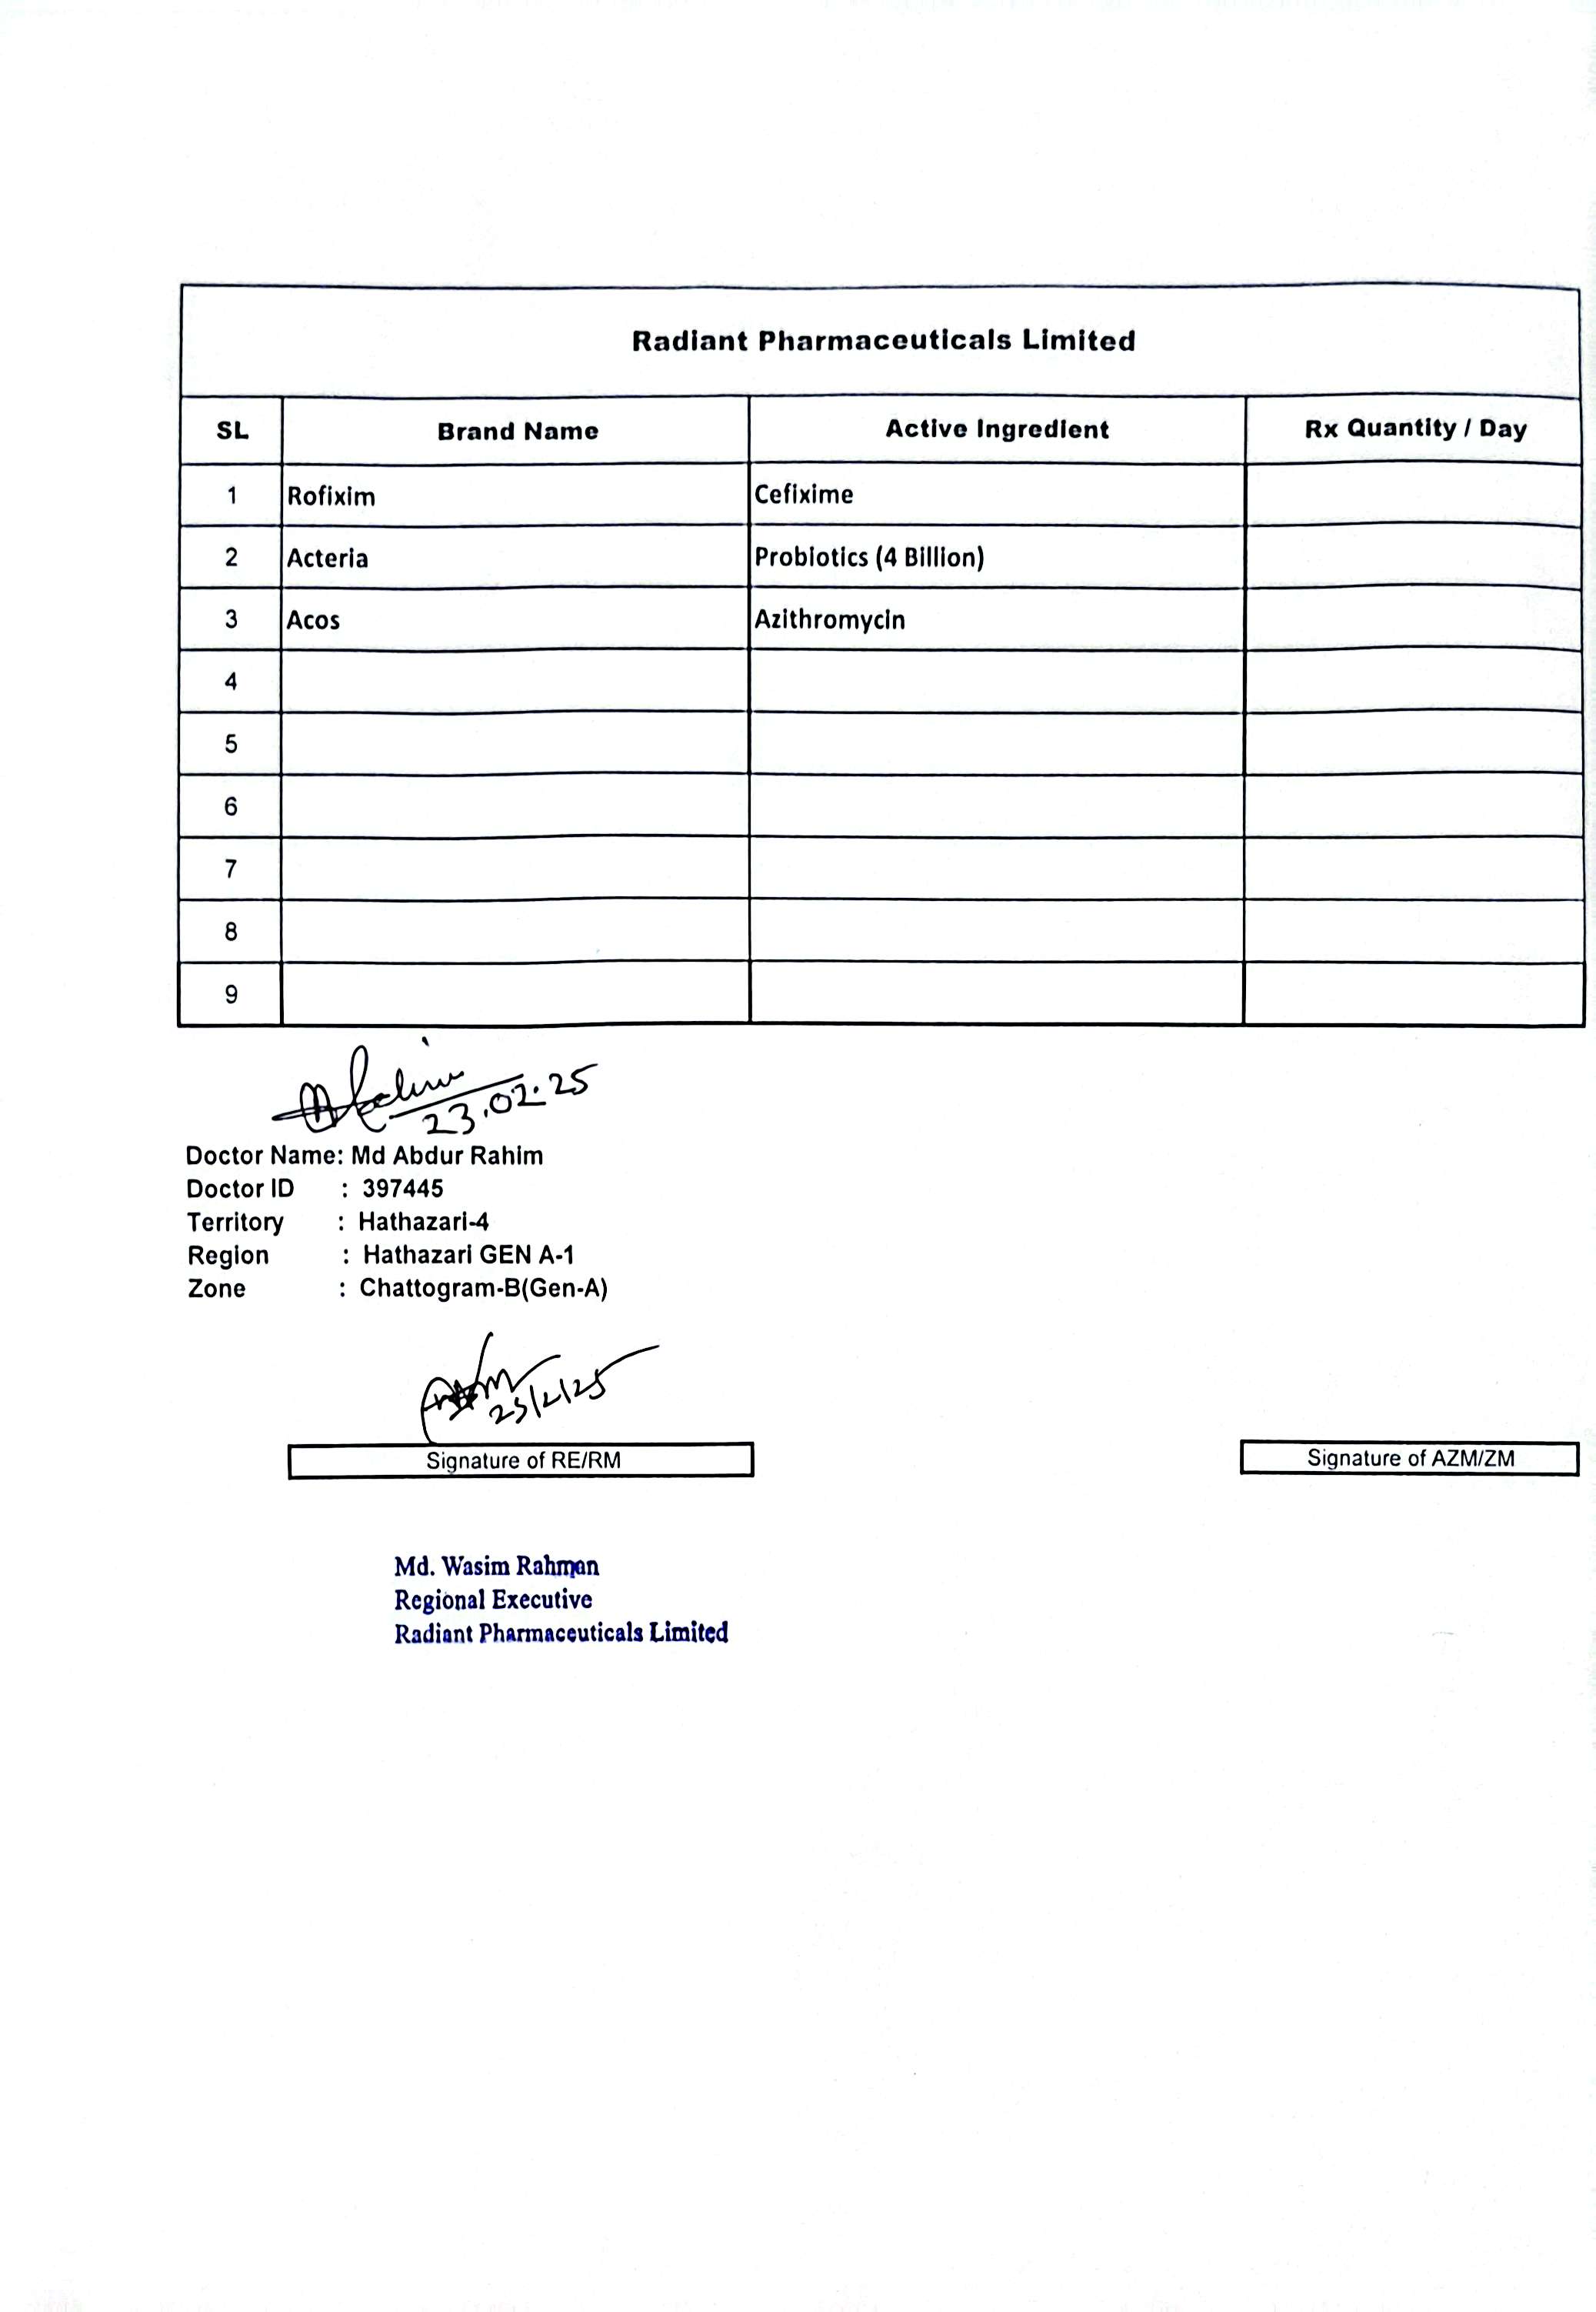 Radiant Pharmaceuticals Limited
SL Brand Name Active Ingredient Rx Quantity / Day
1 Rofixim Cefixime
2 Acteria Probiotics (4 Billion)
3 Acos Azithromycin
4
5
6
7
8
9
23.02.25
Doctor Name: Md Abdur Rahim
Doctor ID : 397445
Territory : Hathazari-4
Region : Hathazari GEN A-1
Zone : Chattogram-B(Gen-A)
23/2/25
Signature of RE/RM Signature of AZM/ZM
Md. Wasim Rahman
Regional Executive
Radiant Pharmaceuticals Limited